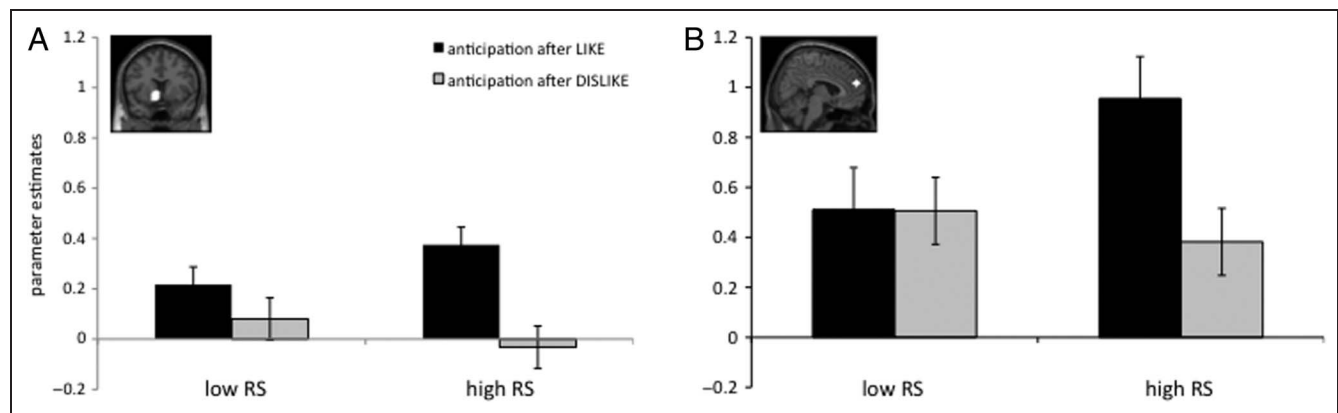 A
1.2
1
0.8
0.6
0.4
0.2
0
−0.2
parameter estimates
anticipation after LIKE
anticipation after DISLIKE
low RS
high RS
B
1.2
1
0.8
0.6
0.4
0.2
0
−0.2
low RS
high RS